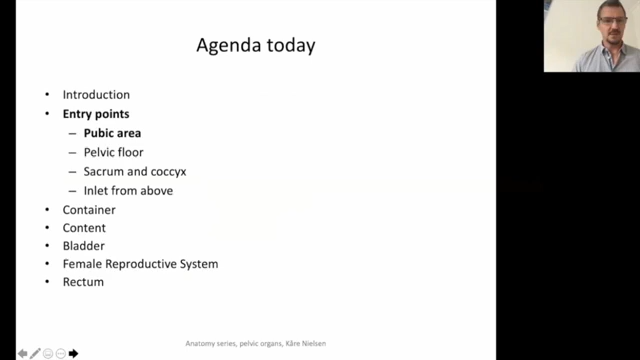 Agenda today
• Introduction
• Entry points
– Pubic area
– Pelvic floor
– Sacrum and coccyx
– Inlet from above
• Container
• Content
• Bladder
• Female Reproductive System
• Rectum
Anatomy series, pelvic organs, Kåre Nielsen